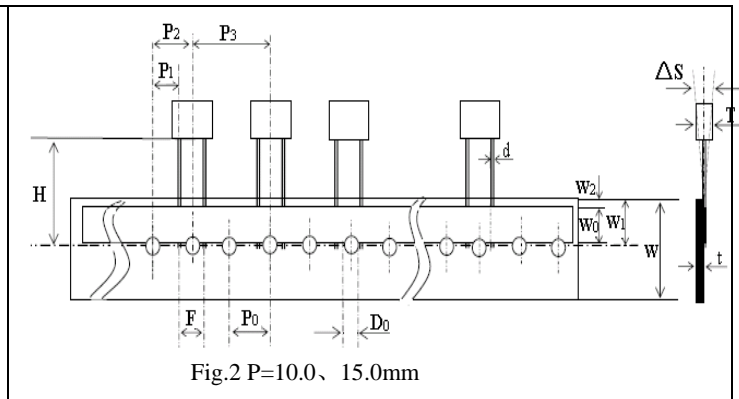 P2 P3
P1
ΔS
T
d
H
W2
W0 W1
W
t
F P0 D0
Fig.2 P=10.0、15.0mm